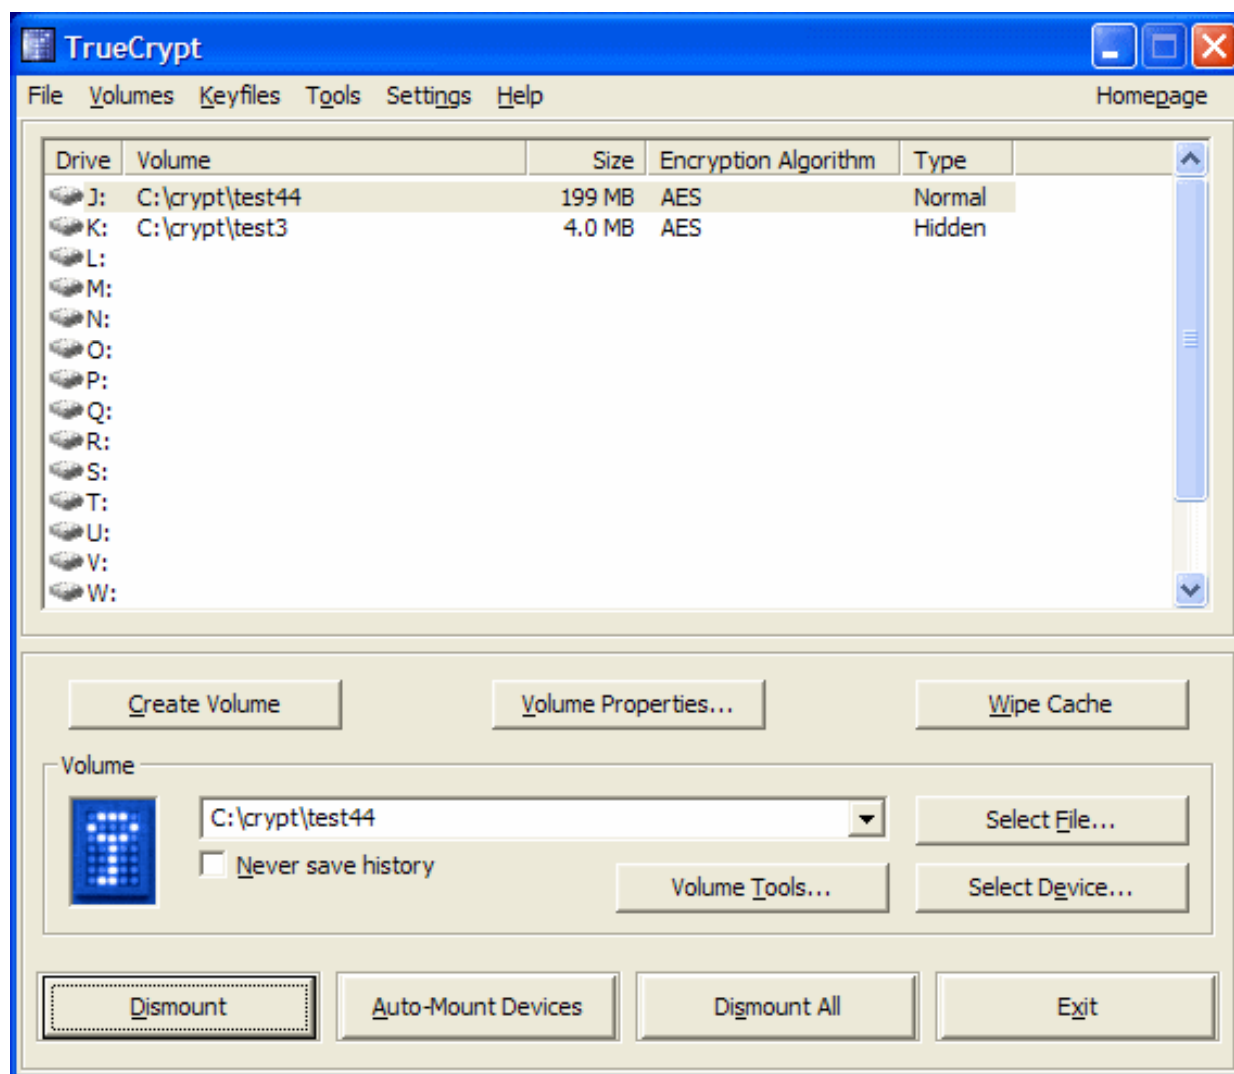 TrueCrypt
File Volumes Keyfiles Tools Settings Help Homepage
Drive Volume Size Encryption Algorithm Type
J: C:\crypt\test44 199 MB AES Normal
K: C:\crypt\test3 4.0 MB AES Hidden
L:
M:
N:
O:
P:
Q:
R:
S:
T:
U:
V:
W:
Create Volume Volume Properties... Wipe Cache
Volume
C:\crypt\test44 Select File...
Never save history
Volume Tools... Select Device...
Dismount Auto-Mount Devices Dismount All Exit